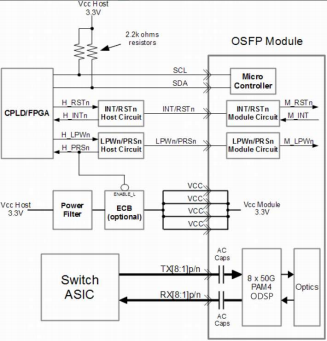 Vcc Host
3.3V
2.2k ohms
resistors
OSFP Module
SCL
SDA
Micro
Controller
CPLD/FPGA
H_RSTn
H_INTn
INT/RSTn
Host Circuit
INT/RSTn
INT/RSTn
Module Circuit
M_RSTn
M_INT
H_LPWn
H_PRSn
LPWn/PRSn
Host Circuit
LPWn/PRSn
LPWn/PRSn
Module Circuit
M_LPWn
ENABLE_L
Vcc Host
3.3V
Power
Filter
ECB
(optional)
VCC
VCC
VCC
VCC
Vcc Module
3.3V
Switch
ASIC
TX[8:1]p/n
RX[8:1]p/n
AC
Caps
AC
Caps
8 x 50G
PAM4
ODSP
Optics